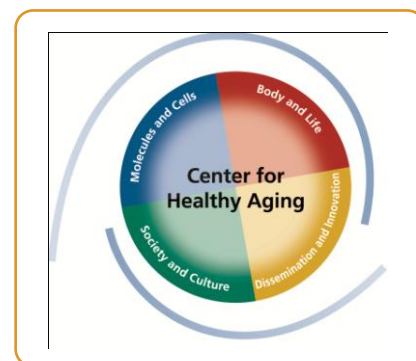 Molecules and Cells
Body and Life
Center for
Healthy Aging
Society and Culture
Dissemination and Innovation